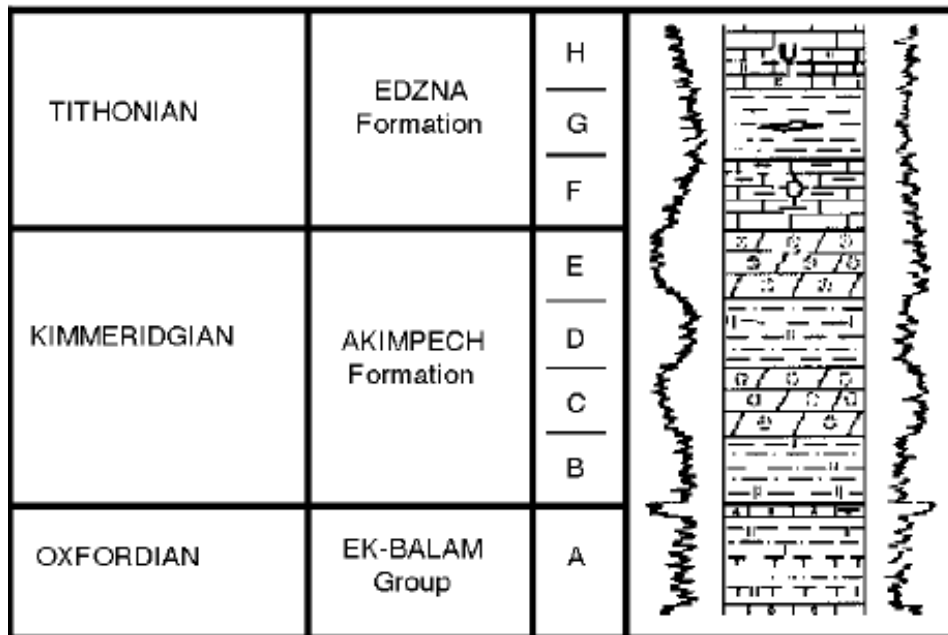 TITHONIAN
EDZNA
Formation
H
G
F
KIMMERIDGIAN
AKIMPECH
Formation
E
D
C
B
OXFORDIAN
EK-BALAM
Group
A